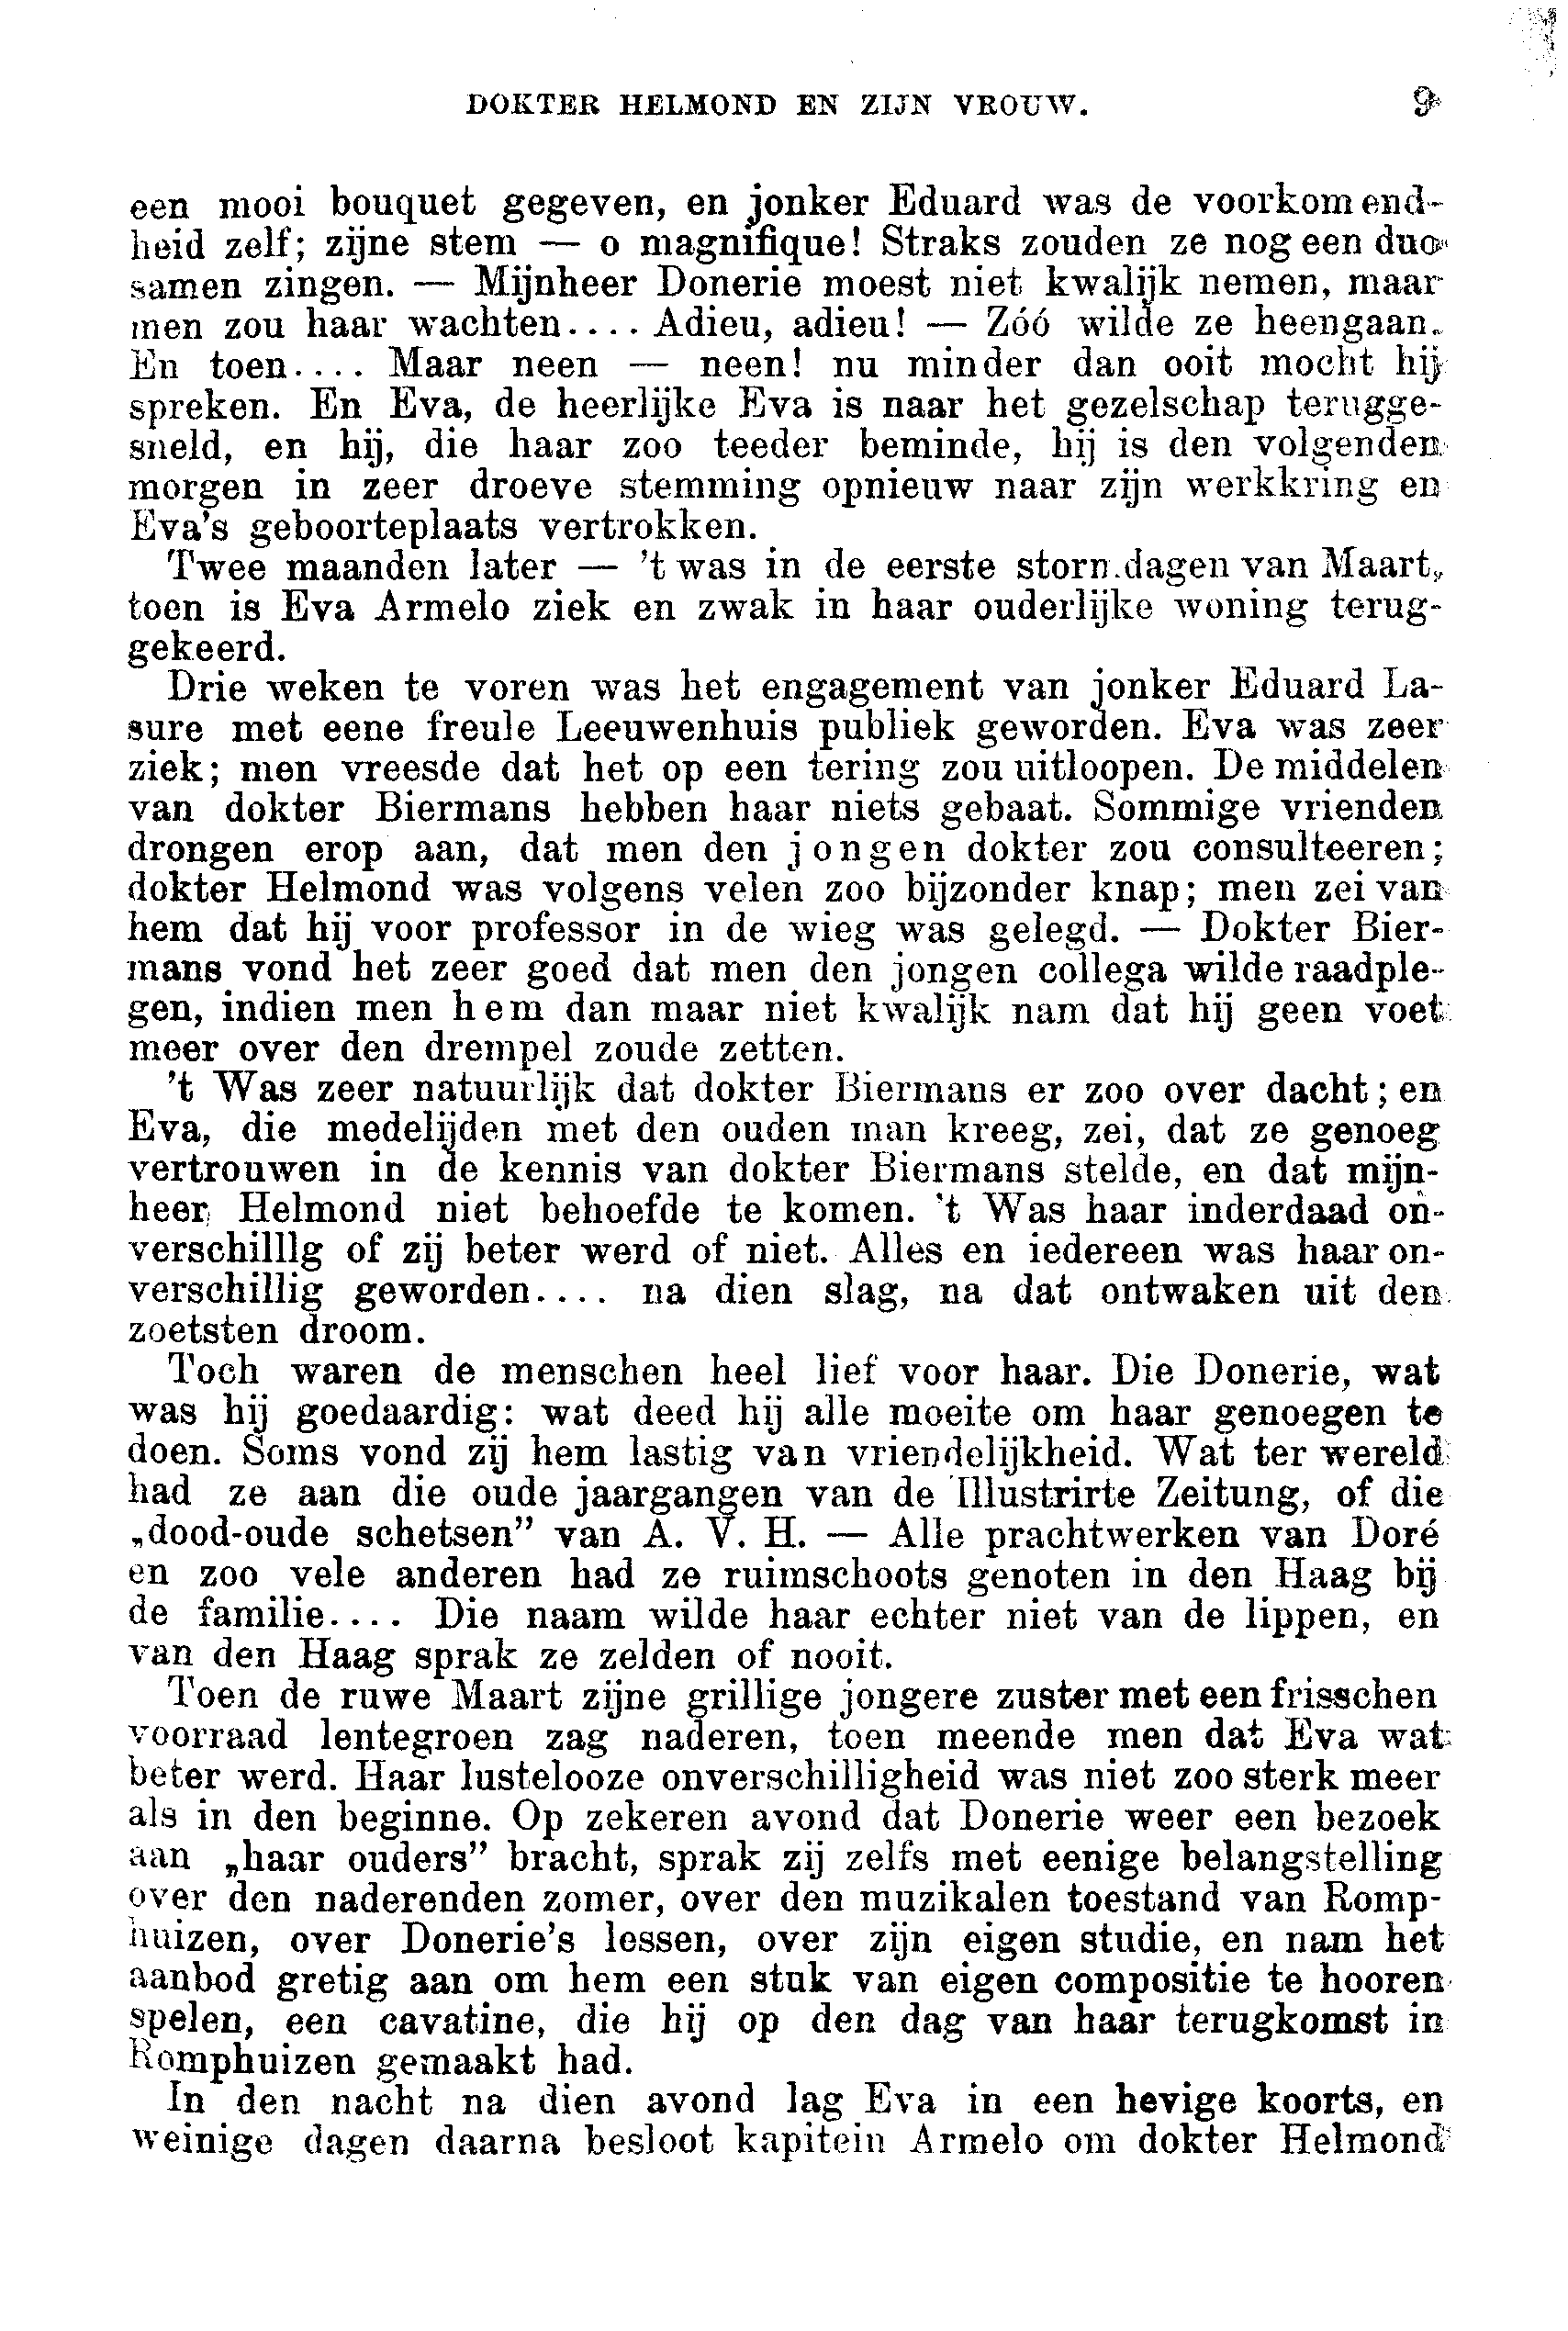 DOKTER HELMOND EN ZIJN VROUW. 9
een mooi bouquet gegeven, en jonker Eduard was de voorkomend-
heid zelf; zijne stem — o magnifique! Straks zouden ze nog een duo
samen zingen. — Mijnheer Donerie moest niet kwalijk nemen, maar
men zou haar wachten.... Adieu, adieu! — Zóó wilde ze heengaan.
En toen.... Maar neen — neen! nu minder dan ooit mocht hij
spreken. En Eva, de heerlijke Eva is naar het gezelschap terugge-
sneld, en hij, die haar zoo teeder beminde, hij is den volgenden
morgen in zeer droeve stemming opnieuw naar zijn werkkring en
Eva's geboorteplaats vertrokken.
Twee maanden later — 't was in de eerste stormdagen van Maart,
toen is Eva Armelo ziek en zwak in haar ouderlijke woning terug-
gekeerd.
Drie weken te voren was het engagement van jonker Eduard La-
sure met eene freule Leeuwenhuis publiek geworden. Eva was zeer
ziek; men vreesde dat het op een tering zou uitloopen. De middelen
van dokter Biermans hebben haar niets gebaat. Sommige vrienden
drongen erop aan, dat men den jongen dokter zou consulteeren;
dokter Helmond was volgens velen zoo bijzonder knap; men zei van
hem dat hij voor professor in de wieg was gelegd. — Dokter Bier-
mans vond het zeer goed dat men den jongen collega wilde raadple-
gen, indien men hem dan maar niet kwalijk nam dat hij geen voet
meer over den drempel zoude zetten.
't Was zeer natuurlijk dat dokter Biermans er zoo over dacht; en
Eva, die medelijden met den ouden man kreeg, zei, dat ze genoeg
vertrouwen in de kennis van dokter Biermans stelde, en dat mijn-
heer Helmond niet behoefde te komen. 't Was haar inderdaad on-
verschilllg of zij beter werd of niet. Alles en iedereen was haar on-
verschillig geworden.... na dien slag, na dat ontwaken uit den
zoetsten droom.
Toch waren de menschen heel lief voor haar. Die Donerie, wat
was hij goedaardig: wat deed hij alle moeite om haar genoegen te
doen. Soms vond zij hem lastig van vriendelijkheid. Wat ter wereld
had ze aan die oude jaargangen van de Illustrirte Zeitung, of die
„dood-oude schetsen” van A. V. H. — Alle prachtwerken van Doré
en zoo vele anderen had ze ruimschoots genoten in den Haag bij
de familie.... Die naam wilde haar echter niet van de lippen, en
van den Haag sprak ze zelden of nooit.
Toen de ruwe Maart zijne grillige jongere zuster met een frisschen
voorraad lentegroen zag naderen, toen meende men dat Eva wat
beter werd. Haar lustelooze onverschilligheid was niet zoo sterk meer
als in den beginne. Op zekeren avond dat Donerie weer een bezoek
aan „haar ouders” bracht, sprak zij zelfs met eenige belangstelling
over den naderenden zomer, over den muzikalen toestand van Romp-
huizen, over Donerie's lessen, over zijn eigen studie, en nam het
aanbod gretig aan om hem een stuk van eigen compositie te hooren
spelen, een cavatine, die hij op den dag van haar terugkomst in
Romphuizen gemaakt had.
In den nacht na dien avond lag Eva in een hevige koorts, en
weinige dagen daarna besloot kapitein Armelo om dokter Helmond